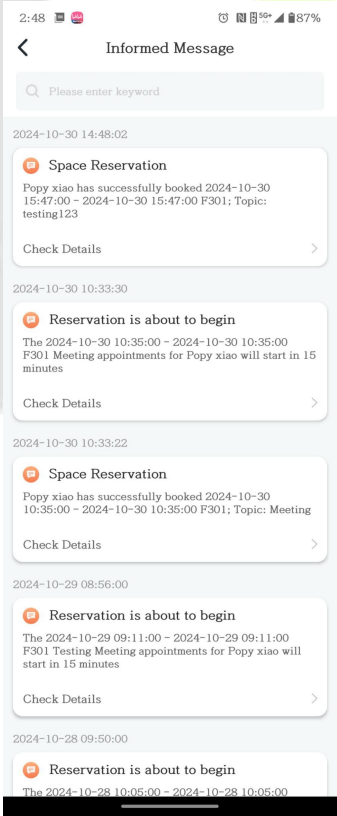 2:48 5G+ 87%
Informed Message
Please enter keyword
2024-10-30 14:48:02
Space Reservation
Popy xiao has successfully booked 2024-10-30
15:47:00 - 2024-10-30 15:47:00 F301; Topic:
testing123
Check Details
2024-10-30 10:33:30
Reservation is about to begin
The 2024-10-30 10:35:00 - 2024-10-30 10:35:00
F301 Meeting appointments for Popy xiao will start in 15
minutes
Check Details
2024-10-30 10:33:22
Space Reservation
Popy xiao has successfully booked 2024-10-30
10:35:00 - 2024-10-30 10:35:00 F301; Topic: Meeting
Check Details
2024-10-29 08:56:00
Reservation is about to begin
The 2024-10-29 09:11:00 - 2024-10-29 09:11:00
F301 Testing Meeting appointments for Popy xiao will
start in 15 minutes
Check Details
2024-10-28 09:50:00
Reservation is about to begin
The 2024-10-28 10:05:00 - 2024-10-28 10:05:00